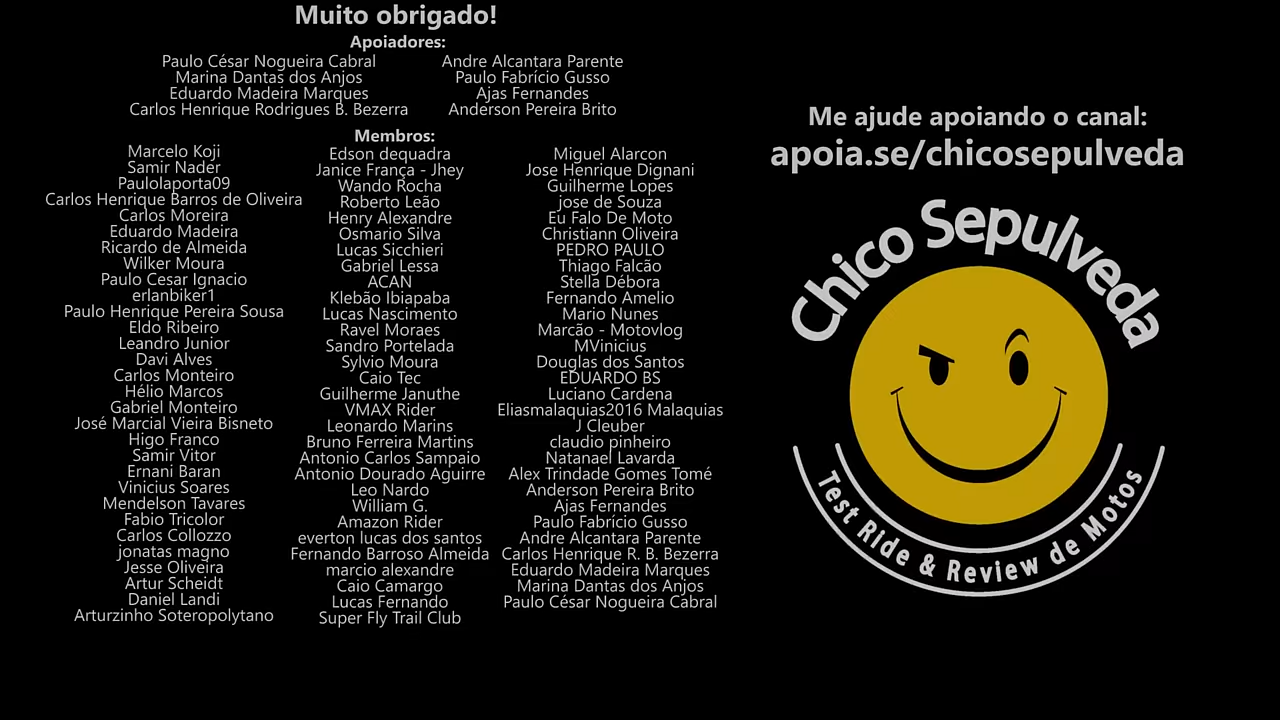 Muito obrigado!
Apoiadores:
Paulo César Nogueira Cabral
Marina Dantas dos Anjos
Eduardo Madeira Marques
Carlos Henrique Rodrigues B. Bezerra
Andre Alcantara Parente
Paulo Fabrício Gusso
Ajas Fernandes
Anderson Pereira Brito
Membros:
Marcelo Koji
Samir Nader
Paulolaporta09
Carlos Henrique Barros de Oliveira
Carlos Moreira
Eduardo Madeira
Ricardo de Almeida
Wilker Moura
Paulo Cesar Ignacio
erlanbiker1
Paulo Henrique Pereira Sousa
Eldo Ribeiro
Leandro Junior
Davi Alves
Carlos Monteiro
Hélio Marcos
Gabriel Monteiro
José Marcial Vieira Bisneto
Higo Franco
Samir Vitor
Ernani Baran
Vinicius Soares
Mendelson Tavares
Fabio Tricolor
Carlos Collozzo
jonatas magno
Jesse Oliveira
Artur Scheidt
Daniel Landi
Arturzinho Soteropolytano
Edson dequadra
Janice França - Jhey
Wando Rocha
Roberto Leão
Henry Alexandre
Osmario Silva
Lucas Sicchieri
Gabriel Lessa
ACAN
Klebão Ibiapaba
Lucas Nascimento
Ravel Moraes
Sandro Portelada
Sylvio Moura
Caio Tec
Guilherme Januthe
VMAX Rider
Leonardo Marins
Bruno Ferreira Martins
Antonio Carlos Sampaio
Antonio Dourado Aguirre
Leo Nardo
William G.
Amazon Rider
everton lucas dos santos
Fernando Barroso Almeida
marcio alexandre
Caio Camargo
Lucas Fernando
Super Fly Trail Club
Miguel Alarcon
Jose Henrique Dignani
Guilherme Lopes
jose de Souza
Eu Falo De Moto
Christiann Oliveira
PEDRO PAULO
Thiago Falcão
Stella Débora
Fernando Amelio
Mario Nunes
Marcão - Motovlog
MVinicius
Douglas dos Santos
EDUARDO BS
Luciano Cardena
Eliasmalaquias2016 Malaquias
J Cleuber
claudio pinheiro
Natanael Lavarda
Alex Trindade Gomes Tomé
Anderson Pereira Brito
Ajas Fernandes
Paulo Fabrício Gusso
Andre Alcantara Parente
Carlos Henrique R. B. Bezerra
Eduardo Madeira Marques
Marina Dantas dos Anjos
Paulo César Nogueira Cabral
Me ajude apoiando o canal:
apoia.se/chicosepulveda
Chico Sepulveda
Test Ride & Review de Motos